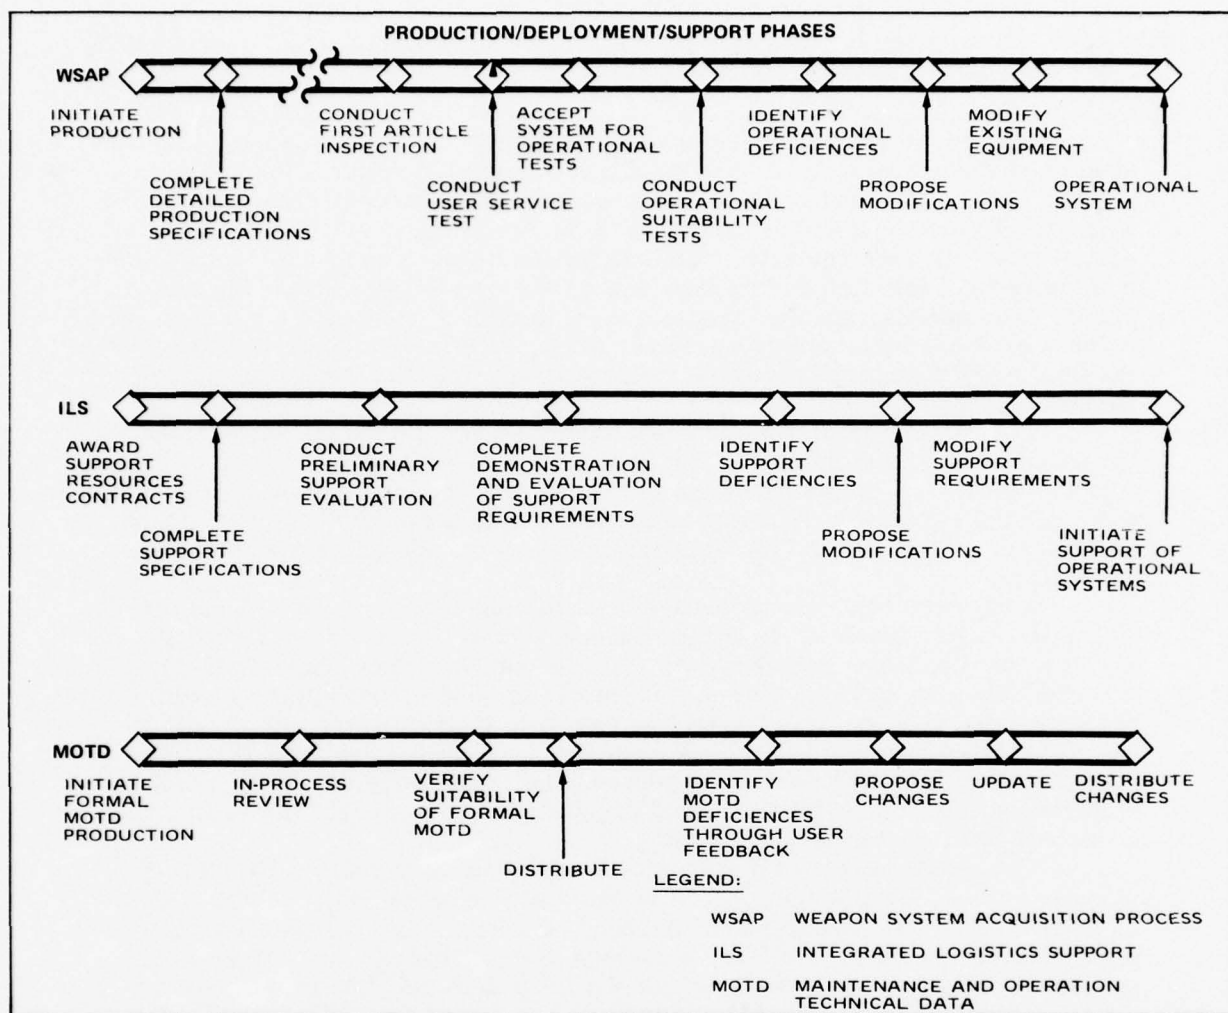 PRODUCTION/DEPLOYMENT/SUPPORT PHASES
WSAP
INITIATE
PRODUCTION
COMPLETE
DETAILED
PRODUCTION
SPECIFICATIONS
CONDUCT
FIRST ARTICLE
INSPECTION
CONDUCT
USER SERVICE
TEST
ACCEPT
SYSTEM FOR
OPERATIONAL
TESTS
CONDUCT
OPERATIONAL
SUITABILITY
TESTS
IDENTIFY
OPERATIONAL
DEFICIENCES
PROPOSE
MODIFICATIONS
MODIFY
EXISTING
EQUIPMENT
OPERATIONAL
SYSTEM
ILS
AWARD
SUPPORT
RESOURCES
CONTRACTS
COMPLETE
SUPPORT
SPECIFICATIONS
CONDUCT
PRELIMINARY
SUPPORT
EVALUATION
COMPLETE
DEMONSTRATION
AND EVALUATION
OF SUPPORT
REQUIREMENTS
IDENTIFY
SUPPORT
DEFICIENCIES
PROPOSE
MODIFICATIONS
MODIFY
SUPPORT
REQUIREMENTS
INITIATE
SUPPORT OF
OPERATIONAL
SYSTEMS
MOTD
INITIATE
FORMAL
MOTD
PRODUCTION
IN-PROCESS
REVIEW
VERIFY
SUITABILITY
OF FORMAL
MOTD
DISTRIBUTE
IDENTIFY
MOTD
DEFICIENCES
THROUGH USER
FEEDBACK
PROPOSE
CHANGES
UPDATE
DISTRIBUTE
CHANGES
LEGEND:
WSAP WEAPON SYSTEM ACQUISITION PROCESS
ILS INTEGRATED LOGISTICS SUPPORT
MOTD MAINTENANCE AND OPERATION
TECHNICAL DATA